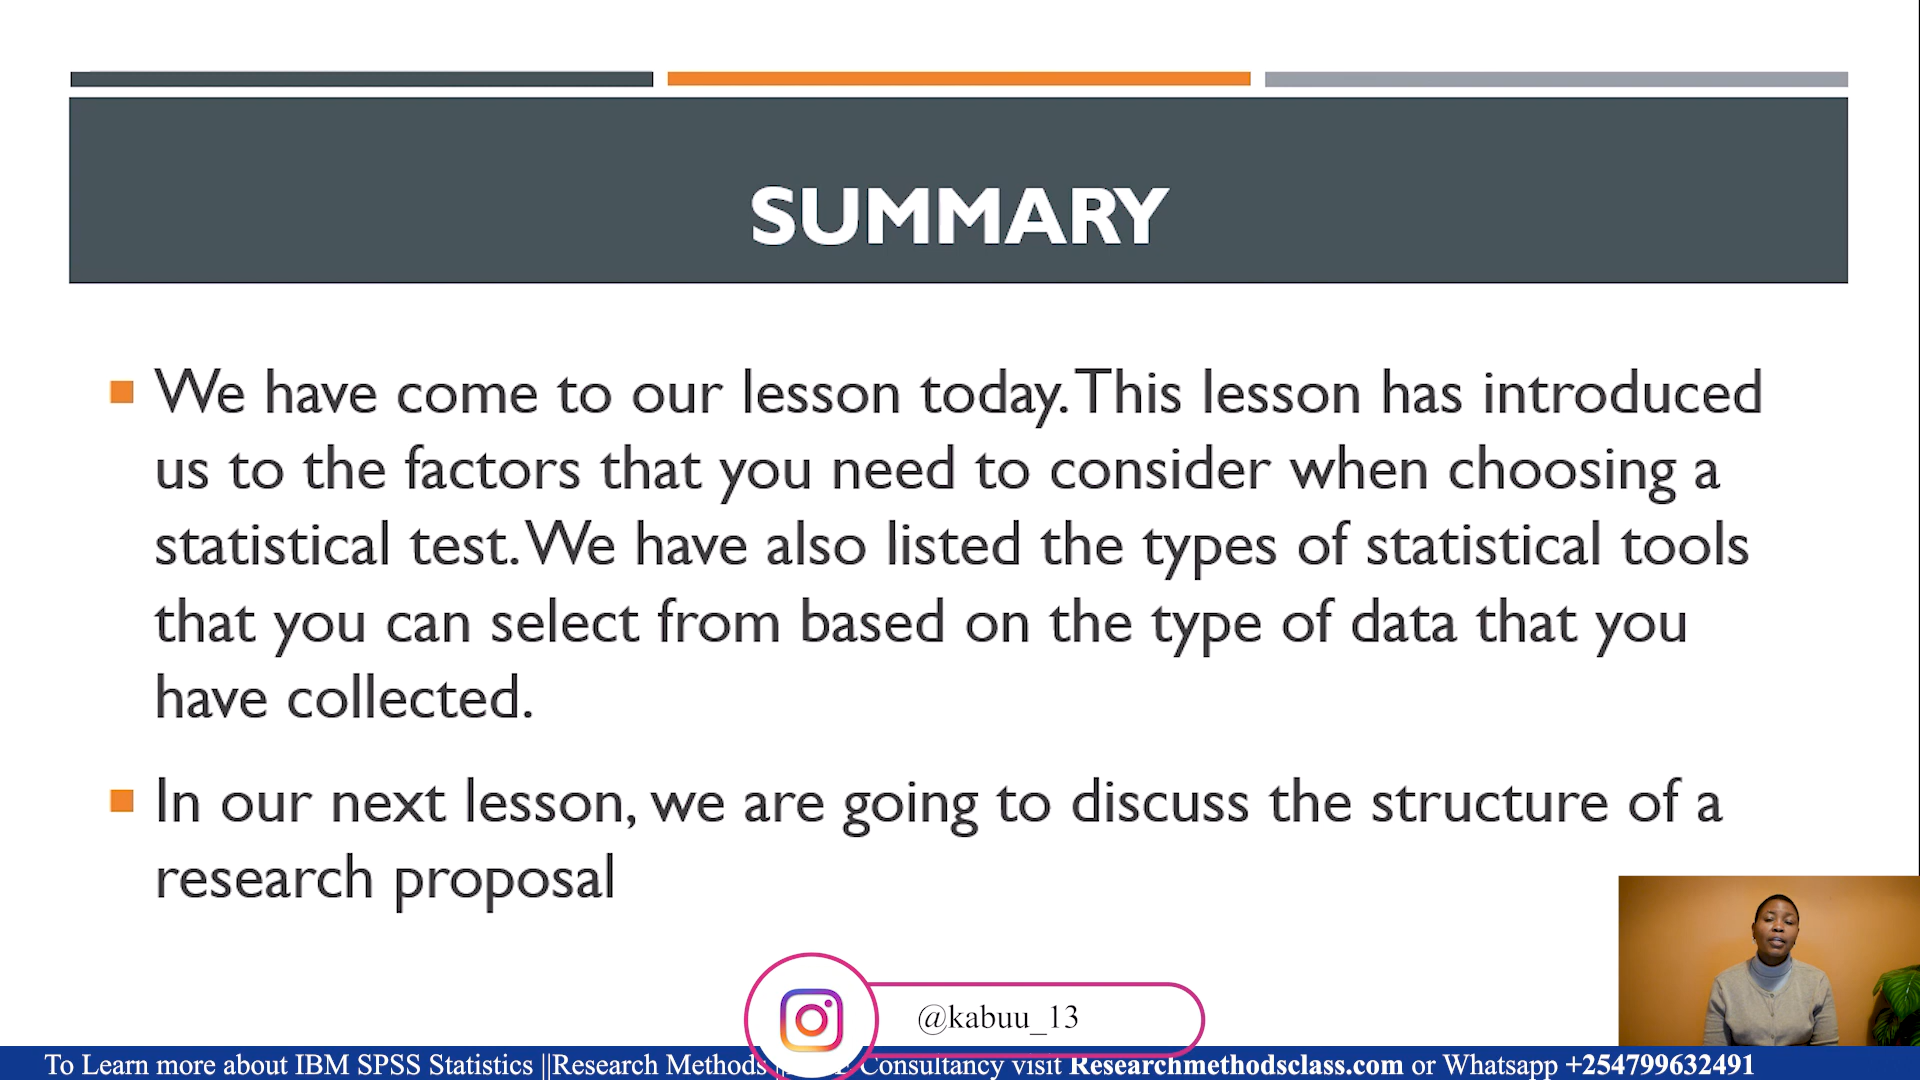 SUMMARY
We have come to our lesson today. This lesson has introduced
us to the factors that you need to consider when choosing a
statistical test. We have also listed the types of statistical tools
that you can select from based on the type of data that you
have collected.
In our next lesson, we are going to discuss the structure of a
research proposal
@kabuu_13
To Learn more about IBM SPSS Statistics ||Research Methods Consultancy visit Researchmethodsclass.com or Whatsapp +254799632491